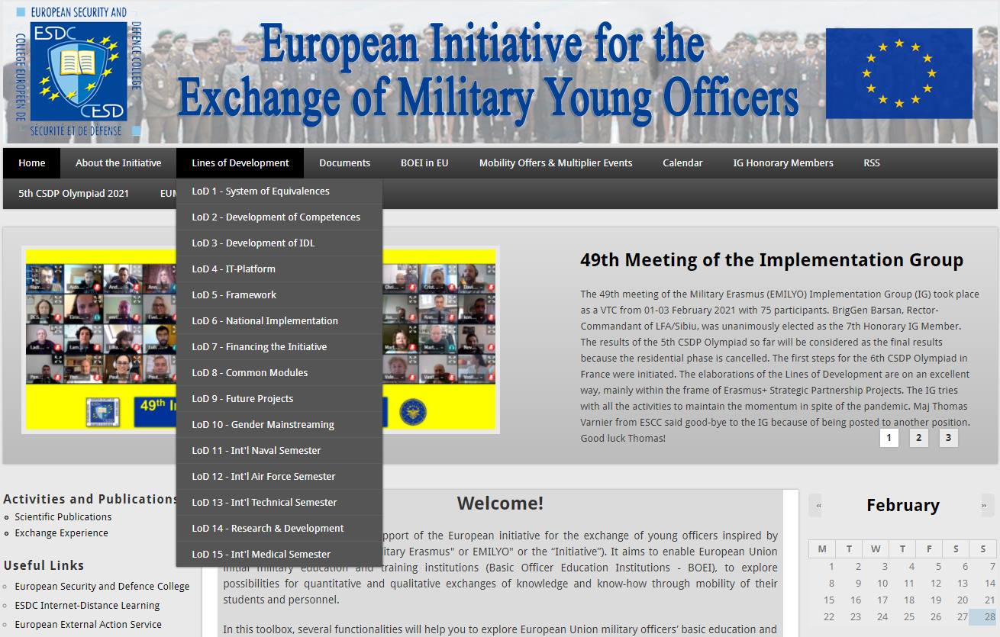 EUROPEAN SECURITY AND
DEFENCE COLLEGE
COLLEGE EUROPEEN DE
SÉCURITÉ ET DE DÉFENSE
ESDC
CESD
European Initiative for the
Exchange of Military Young Officers
Home About the Initiative Lines of Development Documents BOEI in EU Mobility Offers & Multiplier Events Calendar IG Honorary Members RSS
5th CSDP Olympiad 2021
LoD 1 - System of Equivalences
LoD 2 - Development of Competences
LoD 3 - Development of IDL
LoD 4 - IT-Platform
LoD 5 - Framework
LoD 6 - National Implementation
LoD 7 - Financing the Initiative
LoD 8 - Common Modules
LoD 9 - Future Projects
LoD 10 - Gender Mainstreaming
LoD 11 - Int'l Naval Semester
LoD 12 - Int'l Air Force Semester
LoD 13 - Int'l Technical Semester
LoD 14 - Research & Development
LoD 15 - Int'l Medical Semester
49th
49th Meeting of the Implementation Group
The 49th meeting of the Military Erasmus (EMILYO) Implementation Group (IG) took place
as a VTC from 01-03 February 2021 with 75 participants. BrigGen Barsan, Rector-
Commandant of LFA/Sibiu, was unanimously elected as the 7th Honorary IG Member.
The results of the 5th CSDP Olympiad so far will be considered as the final results
because the residential phase is cancelled. The first steps for the 6th CSDP Olympiad in
France were initiated. The elaborations of the Lines of Development are on an excellent
way, mainly within the frame of Erasmus+ Strategic Partnership Projects. The IG tries
with all the activities to maintain the momentum in spite of the pandemic. Maj Thomas
Varnier from ESCC said good-bye to the IG because of being posted to another position.
Good luck Thomas!
1 2 3
Activities and Publications
Scientific Publications
Exchange Experience
Useful Links
European Security and Defence College
ESDC Internet-Distance Learning
European External Action Service
Welcome!
of the European initiative for the exchange of young officers inspired by
Erasmus" or EMILYO" or the “Initiative”). It aims to enable European Union
initial military education and training institutions (Basic Officer Education Institutions - BOEI), to explore
possibilities for quantitative and qualitative exchanges of knowledge and know-how through mobility of their
students and personnel.
In this toolbox, several functionalities will help you to explore European Union military officers’ basic education and
« February »
M T W T F S S
1 2 3 4 5 6 7
8 9 10 11 12 13 14
15 16 17 18 19 20 21
22 23 24 25 26 27 28